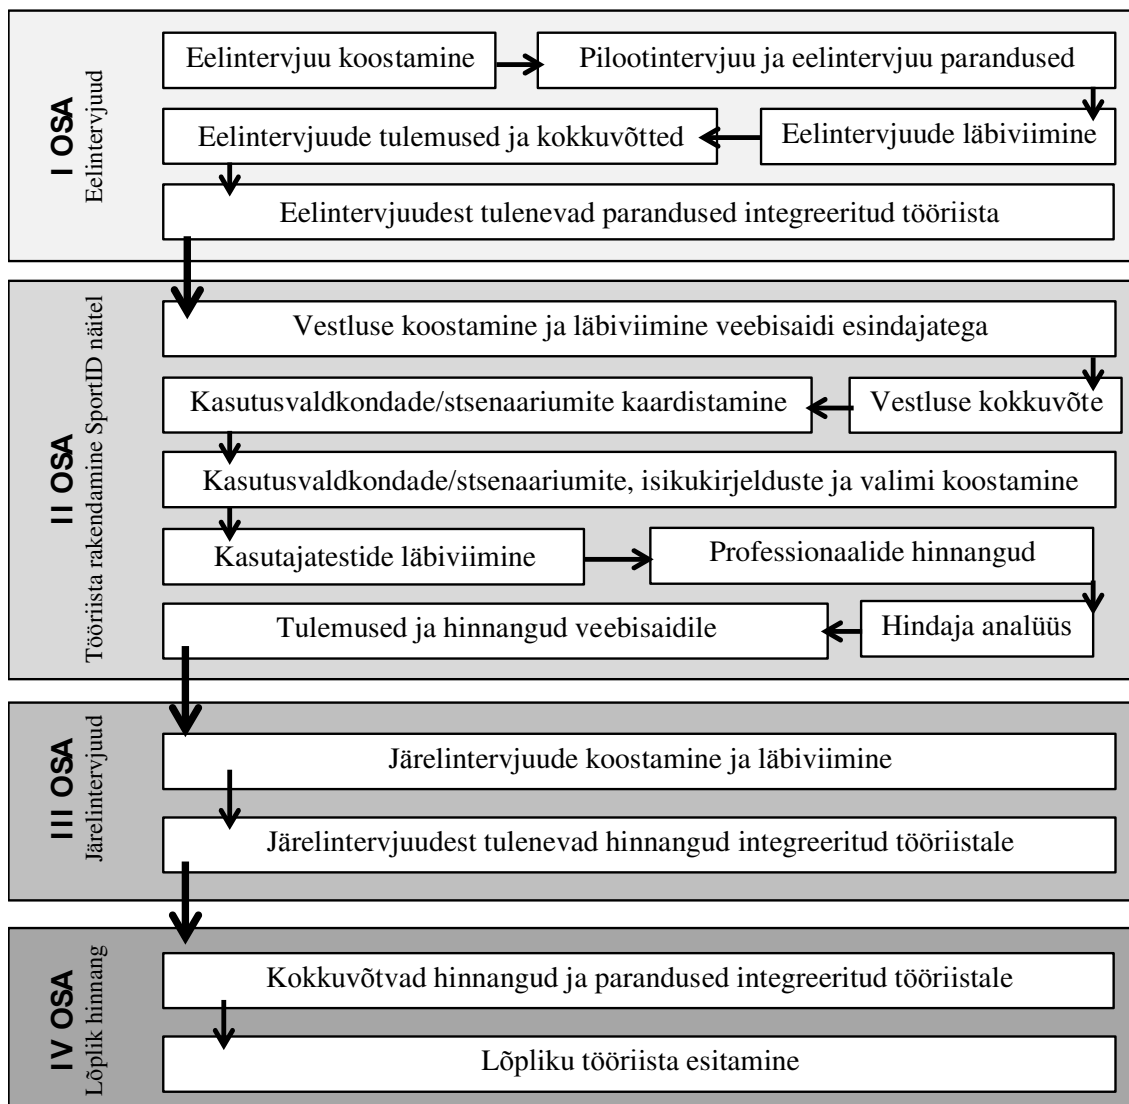 I OSA
Eelintervjuud
Eelintervjuu koostamine
Pilootintervjuu ja eelintervjuu parandused
Eelintervjuude läbiviimine
Eelintervjuude tulemused ja kokkuvõtted
Eelintervjuudest tulenevad parandused integreeritud tööriista
II OSA
Tööriista rakendamine SportID näitel
Vestluse koostamine ja läbiviimine veebisaidi esindajatega
Vestluse kokkuvõte
Kasutusvaldkondade/stsenaariumite kaardistamine
Kasutusvaldkondade/stsenaariumite, isikukirjelduste ja valimi koostamine
Kasutajatestide läbiviimine
Professionaalide hinnangud
Hindaja analüüs
Tulemused ja hinnangud veebisaidile
III OSA
Järelintervjuud
Järelintervjuude koostamine ja läbiviimine
Järelintervjuudest tulenevad hinnangud integreeritud tööriistale
IV OSA
Lõplik hinnang
Kokkuvõtvad hinnangud ja parandused integreeritud tööriistale
Lõpliku tööriista esitamine